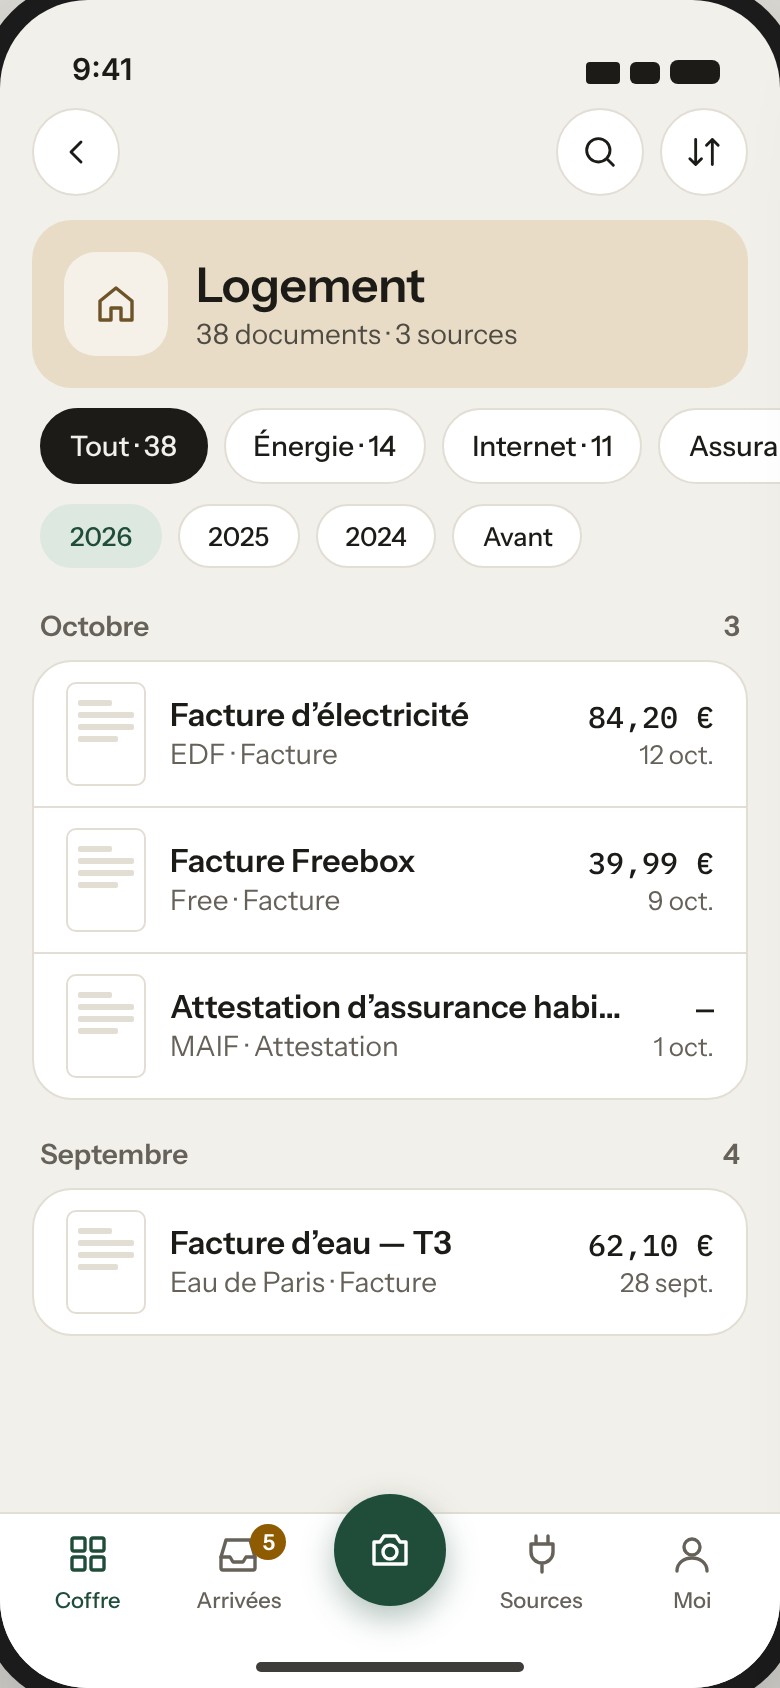 9:41
Logement
38 documents · 3 sources
Tout · 38
Énergie · 14
Internet · 11
Assura
2026
2025
2024
Avant
Octobre
3
Facture d’électricité
84,20 €
EDF · Facture
12 oct.
Facture Freebox
39,99 €
Free · Facture
9 oct.
Attestation d’assurance habi...
–
MAIF · Attestation
1 oct.
Septembre
4
Facture d’eau — T3
62,10 €
Eau de Paris · Facture
28 sept.
5
Coffre
Arrivées
Sources
Moi